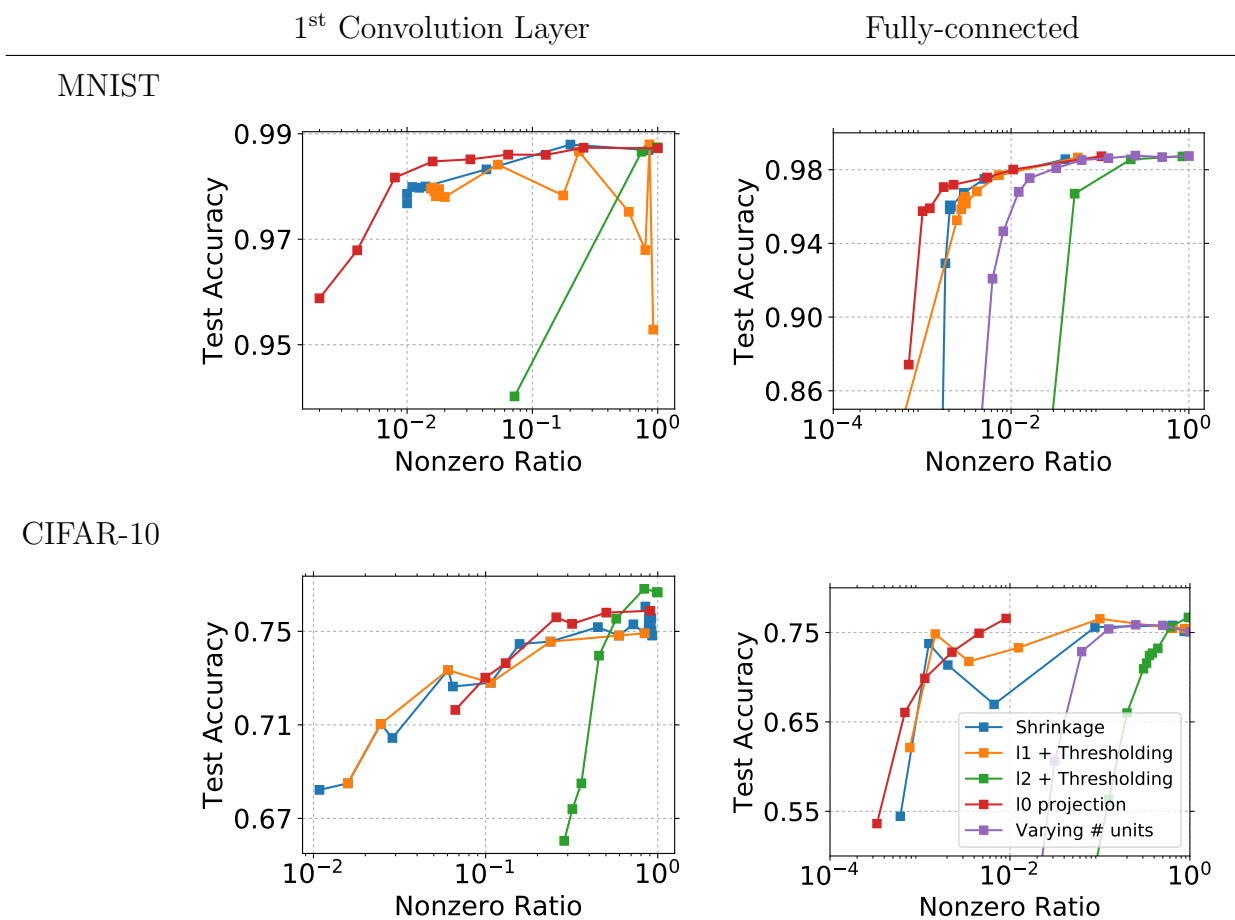 1st Convolution Layer Fully-connected
MNIST
0.99
0.97
0.95
Test Accuracy
10^-2 10^-1 10^0
Nonzero Ratio
0.98
0.94
0.90
0.86
Test Accuracy
10^-4 10^-2 10^0
Nonzero Ratio
CIFAR-10
0.75
0.71
0.67
Test Accuracy
10^-2 10^-1 10^0
Nonzero Ratio
0.75
0.65
0.55
Test Accuracy
Shrinkage
l1 + Thresholding
l2 + Thresholding
l0 projection
Varying # units
10^-4 10^-2 10^0
Nonzero Ratio